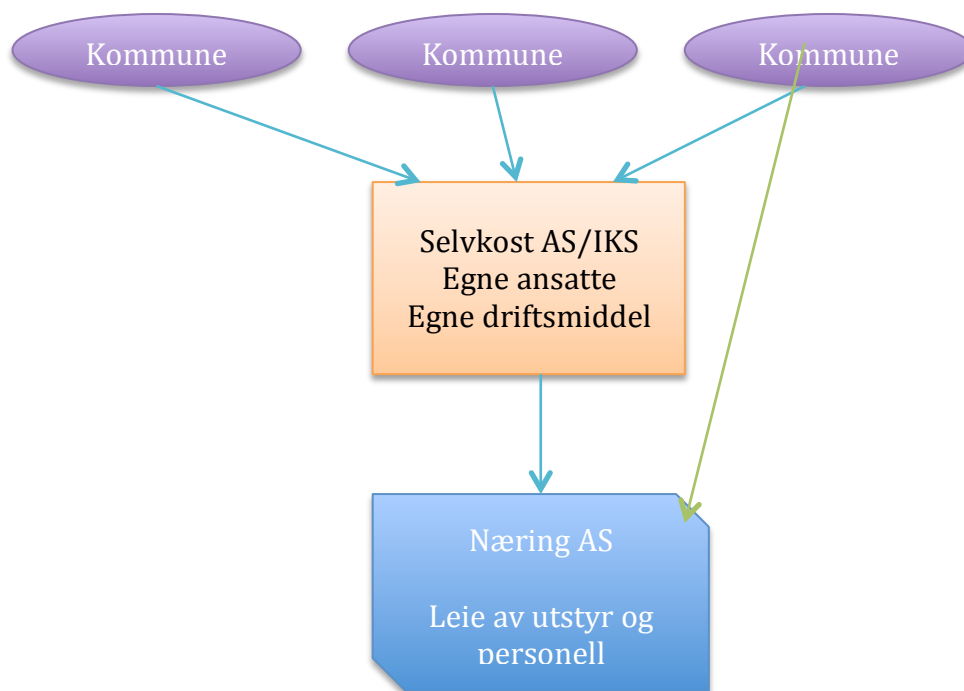 Kommune
Kommune
Kommune
Selvkost AS/IKS
Egne ansatte
Egne driftsmiddel
Næring AS
Leie av utstyr og
personell